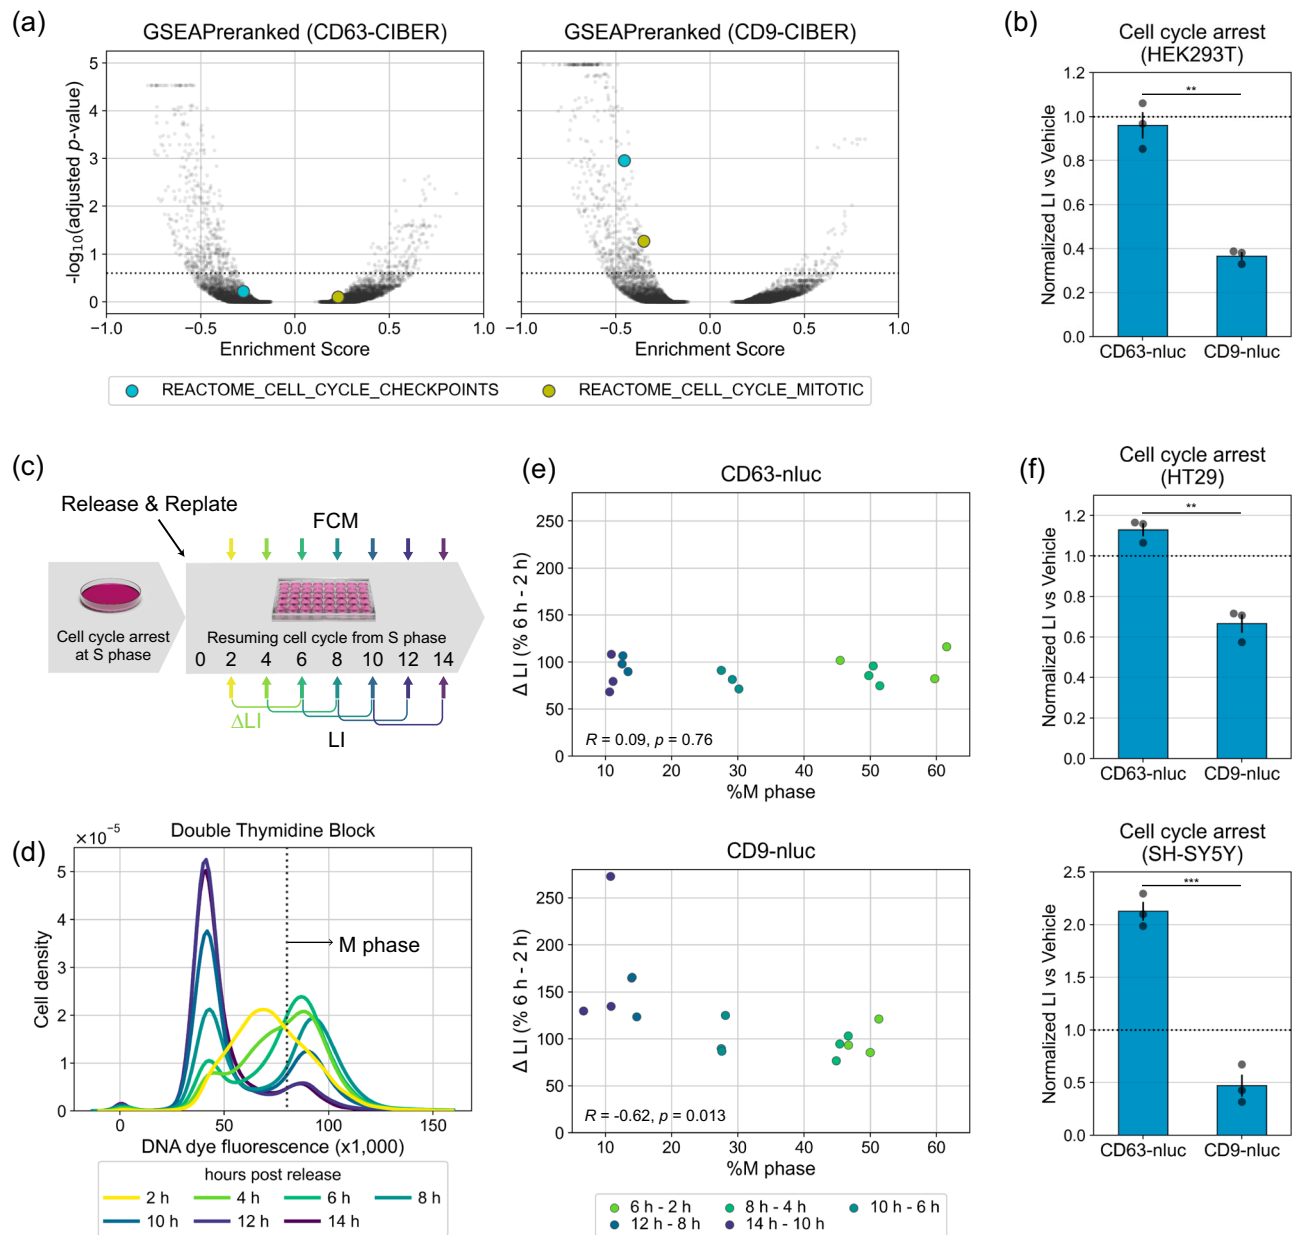 (a)
GSEAPreranked (CD63-CIBER)
GSEAPreranked (CD9-CIBER)
-log10(adjusted p-value)
5
4
3
2
1
0
−1.0 −0.5 0.0 0.5 1.0
−1.0 −0.5 0.0 0.5 1.0
Enrichment Score
Enrichment Score
REACTOME_CELL_CYCLE_CHECKPOINTS
REACTOME_CELL_CYCLE_MITOTIC
(b)
Cell cycle arrest
(HEK293T)
Normalized LI vs Vehicle
1.2
1.0
0.8
0.6
0.4
0.2
0.0
**
CD63-nluc CD9-nluc
(c)
Release & Replate
FCM
Cell cycle arrest
at S phase
Resuming cell cycle from S phase
0 2 4 6 8 10 12 14
ΔLI
LI
(d)
Double Thymidine Block
×10−5
Cell density
5
4
3
2
1
0
M phase
0 50 100 150
DNA dye fluorescence (x1,000)
hours post release
2 h 4 h 6 h 8 h
10 h 12 h 14 h
(e)
CD63-nluc
Δ LI (% 6 h - 2 h)
250
200
150
100
50
0
R = 0.09, p = 0.76
10 20 30 40 50 60
%M phase
CD9-nluc
Δ LI (% 6 h - 2 h)
250
200
150
100
50
0
R = -0.62, p = 0.013
10 20 30 40 50 60
%M phase
6 h - 2 h 8 h - 4 h 10 h - 6 h
12 h - 8 h 14 h - 10 h
(f)
Cell cycle arrest
(HT29)
Normalized LI vs Vehicle
1.2
1.0
0.8
0.6
0.4
0.2
0.0
**
CD63-nluc CD9-nluc
Cell cycle arrest
(SH-SY5Y)
Normalized LI vs Vehicle
2.5
2.0
1.5
1.0
0.5
0.0
***
CD63-nluc CD9-nluc